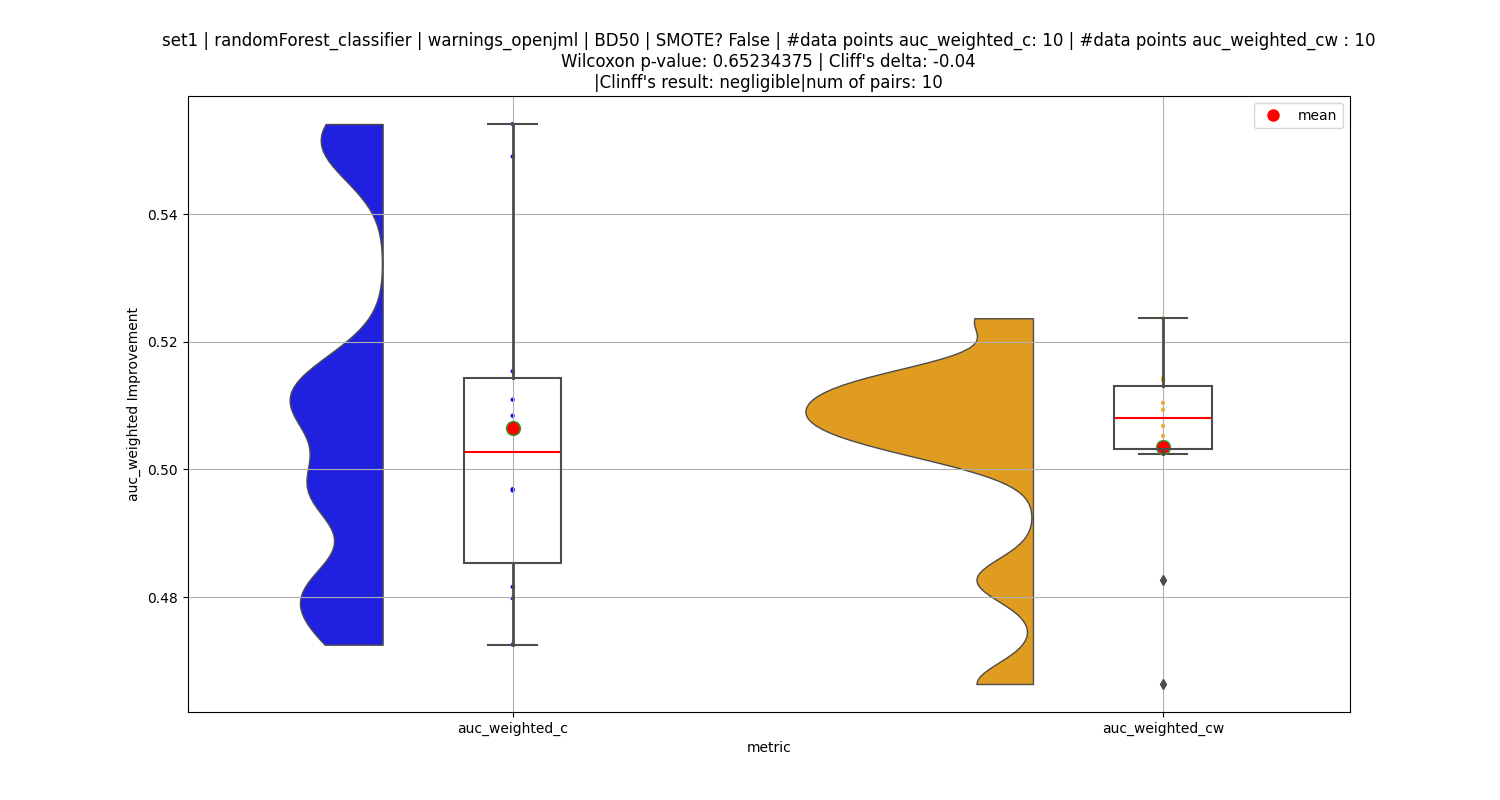 set1 | randomForest_classifier | warnings_openjml | BD50 | SMOTE? False | #data points auc_weighted_c: 10 | #data points auc_weighted_cw : 10
Wilcoxon p-value: 0.65234375 | Cliff's delta: -0.04
|Clinff's result: negligible|num of pairs: 10
mean
0.54
0.52
0.50
0.48
auc_weighted Improvement
auc_weighted_c
auc_weighted_cw
metric